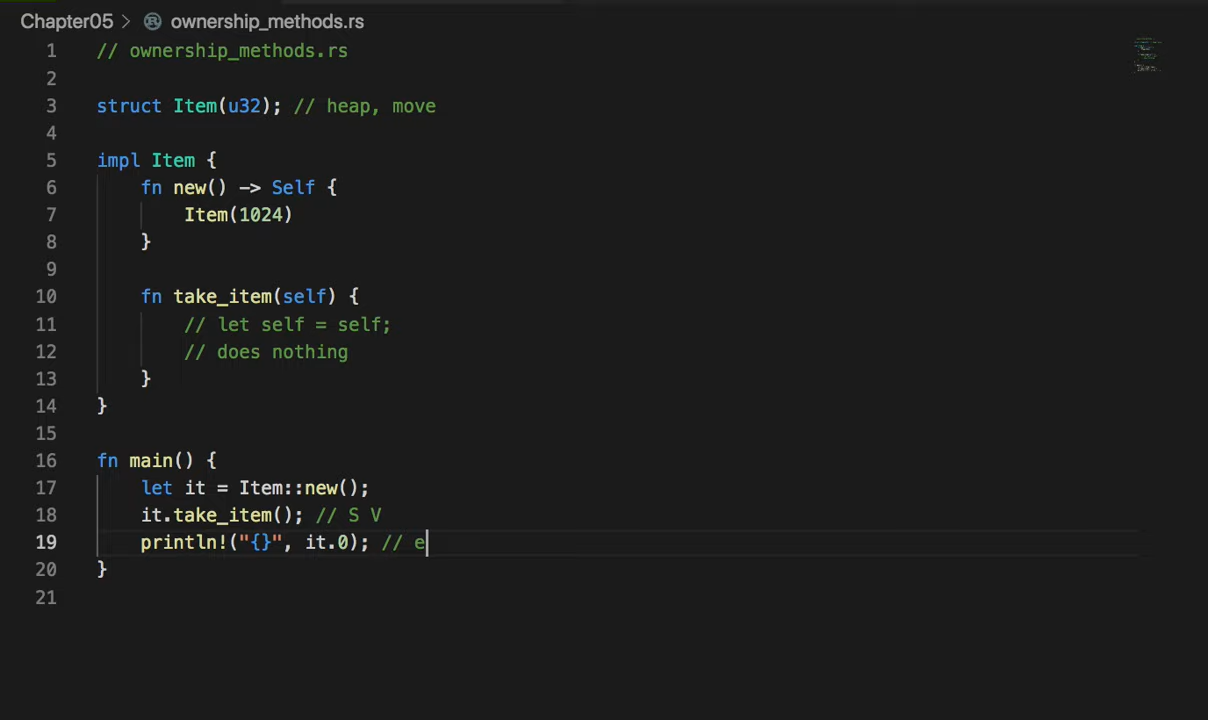 Chapter05 > ownership_methods.rs
1 // ownership_methods.rs
2
3 struct Item(u32); // heap, move
4
5 impl Item {
6     fn new() -> Self {
7         Item(1024)
8     }
9
10     fn take_item(self) {
11         // let self = self;
12         // does nothing
13     }
14 }
15
16 fn main() {
17     let it = Item::new();
18     it.take_item(); // S V
19     println!("{}", it.0); // e
20 }
21